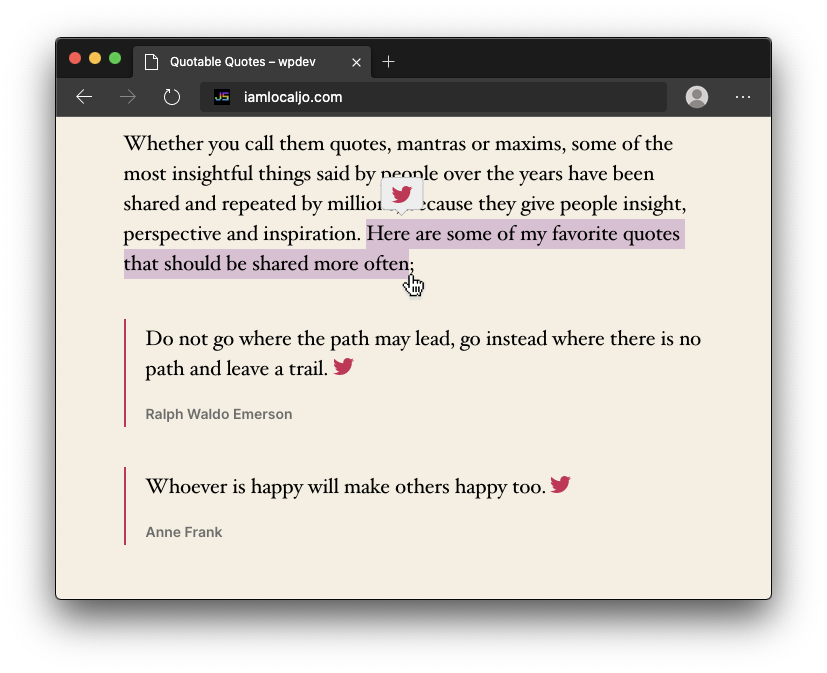 Quotable Quotes – wpdev
JS iamlocaljo.com
Whether you call them quotes, mantras or maxims, some of the
most insightful things said by people over the years have been
shared and repeated by million ecause they give people insight,
perspective and inspiration. Here are some of my favorite quotes
that should be shared more often;
Do not go where the path may lead, go instead where there is no
path and leave a trail.
Ralph Waldo Emerson
Whoever is happy will make others happy too.
Anne Frank